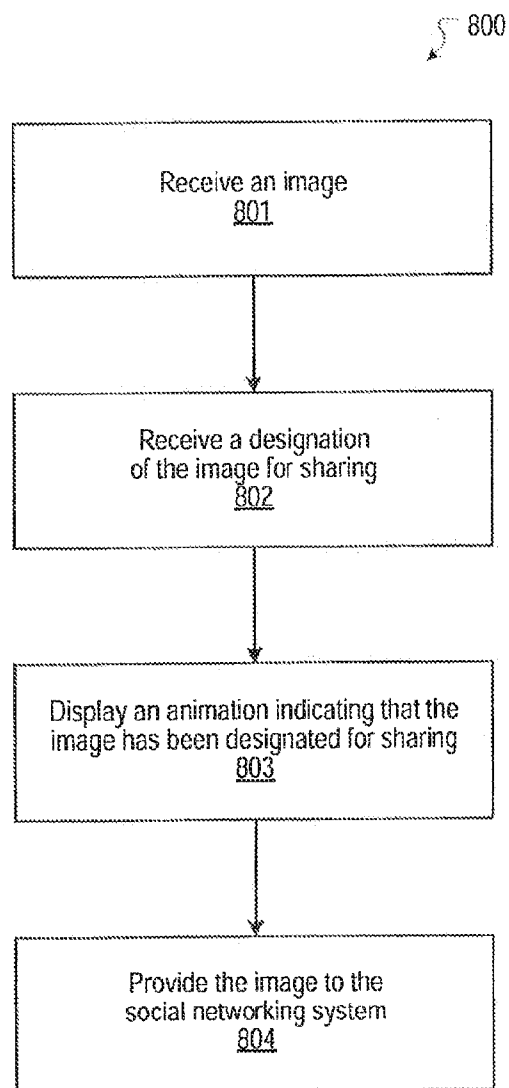 800
Receive an image
801
Receive a designation
of the image for sharing
802
Display an animation indicating that the
image has been designated for sharing
803
Provide the image to the
social networking system
804